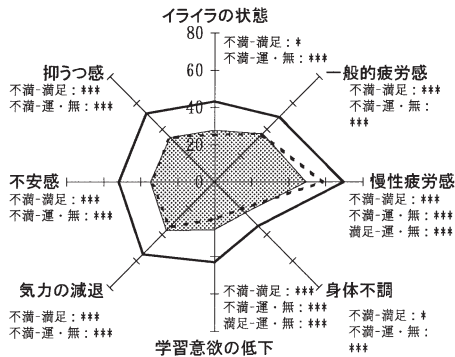 イライラの状態
80
不満-満足:*
不満-運・無:***
60
抑うつ感
不満-満足:***
不満-運・無:***
一般的疲労感
不満-満足:***
不満-運・無:
***
40
20
0
不安感
不満-満足:***
不満-運・無:***
慢性疲労感
不満-満足:***
不満-運・無:***
満足-運・無:***
気力の減退
不満-満足:***
不満-運・無:***
不満-満足:***
不満-運・無:***
満足-運・無:***
学習意欲の低下
身体不調
不満-満足:*
不満-運・無:
***